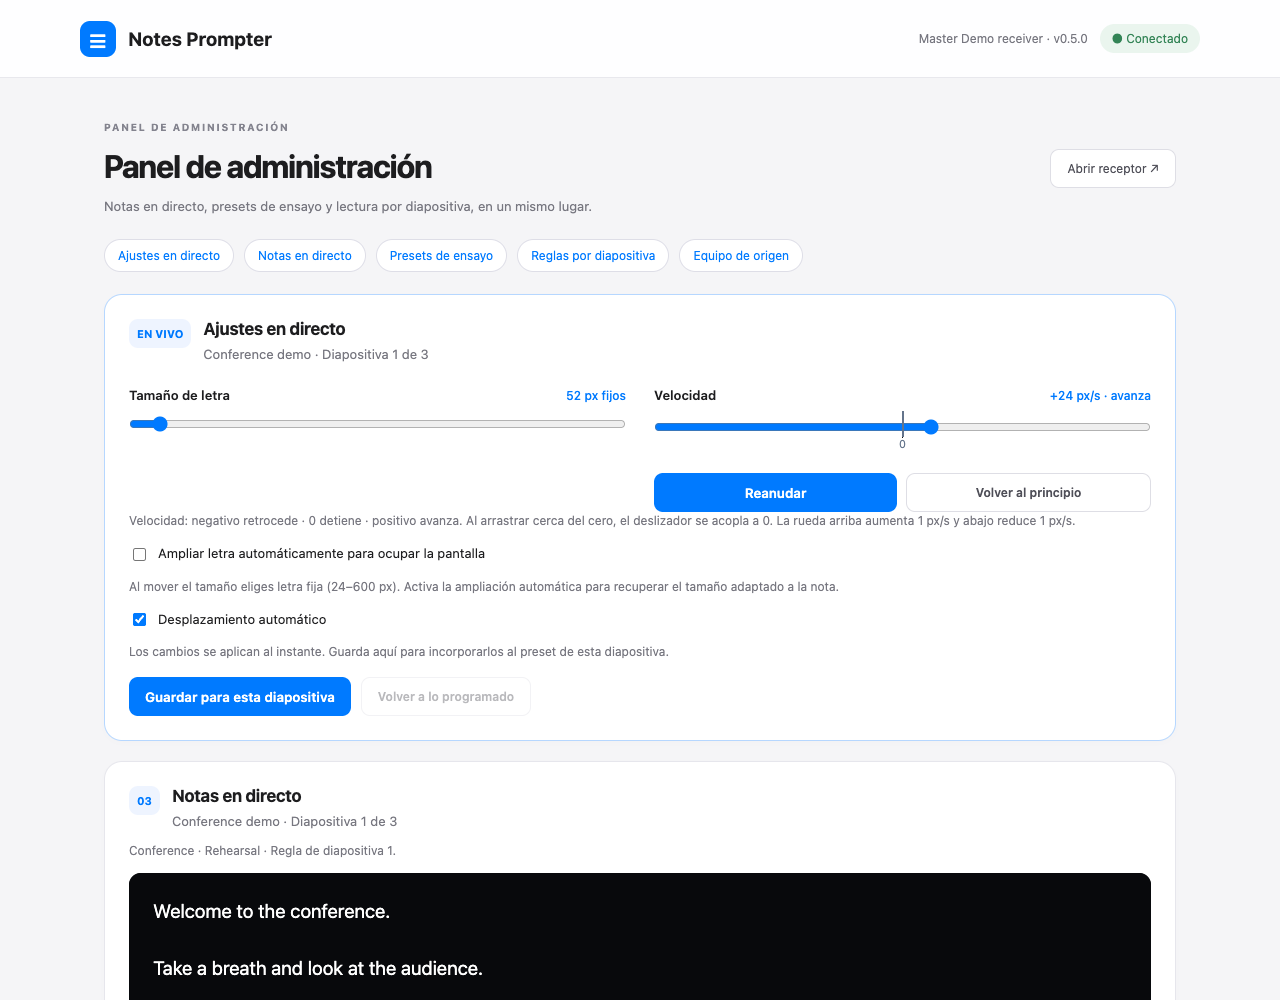 Notes Prompter
Master Demo receiver · v0.5.0
Conectado
PANEL DE ADMINISTRACIÓN
Panel de administración
Abrir receptor ↗
Notas en directo, presets de ensayo y lectura por diapositiva, en un mismo lugar.
Ajustes en directo
Notas en directo
Presets de ensayo
Reglas por diapositiva
Equipo de origen
EN VIVO
Ajustes en directo
Conference demo · Diapositiva 1 de 3
Tamaño de letra
52 px fijos
Velocidad
+24 px/s · avanza
0
Reanudar
Volver al principio
Velocidad: negativo retrocede · 0 detiene · positivo avanza. Al arrastrar cerca del cero, el deslizador se acopla a 0. La rueda arriba aumenta 1 px/s y abajo reduce 1 px/s.
Ampliar letra automáticamente para ocupar la pantalla
Al mover el tamaño eliges letra fija (24–600 px). Activa la ampliación automática para recuperar el tamaño adaptado a la nota.
Desplazamiento automático
Los cambios se aplican al instante. Guarda aquí para incorporarlos al preset de esta diapositiva.
Guardar para esta diapositiva
Volver a lo programado
03
Notas en directo
Conference demo · Diapositiva 1 de 3
Conference · Rehearsal · Regla de diapositiva 1.
Welcome to the conference.
Take a breath and look at the audience.